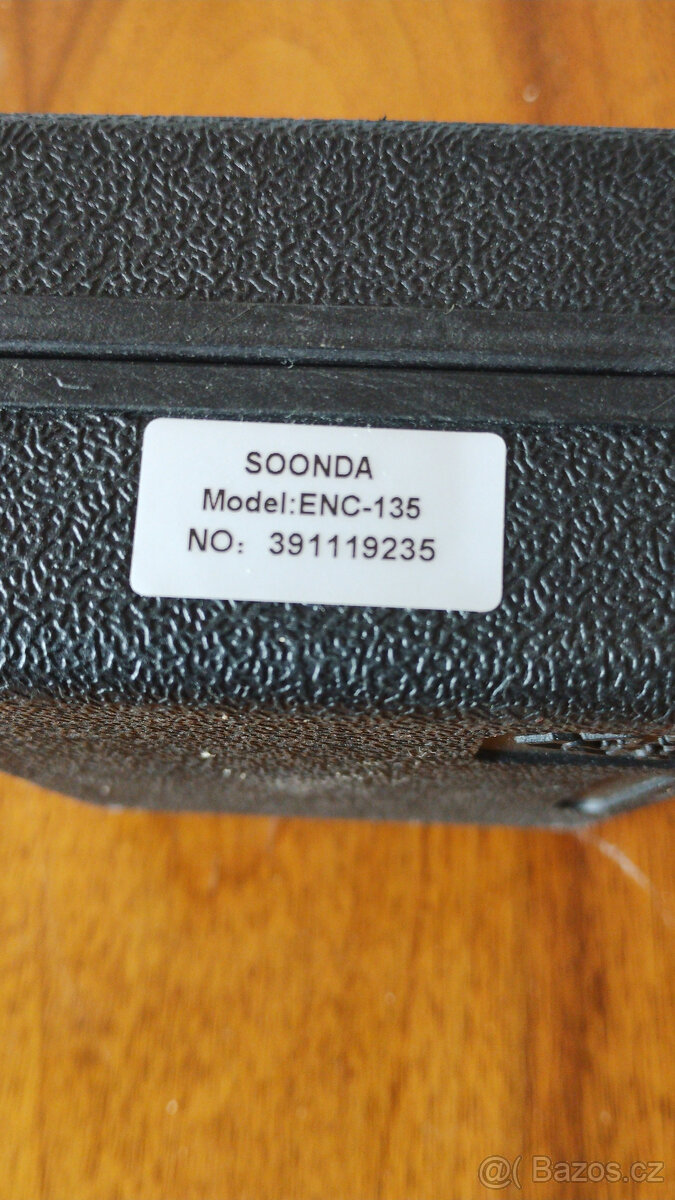 SOONDA
Model:ENC-135
NO: 391119235
@( Bazos.cz